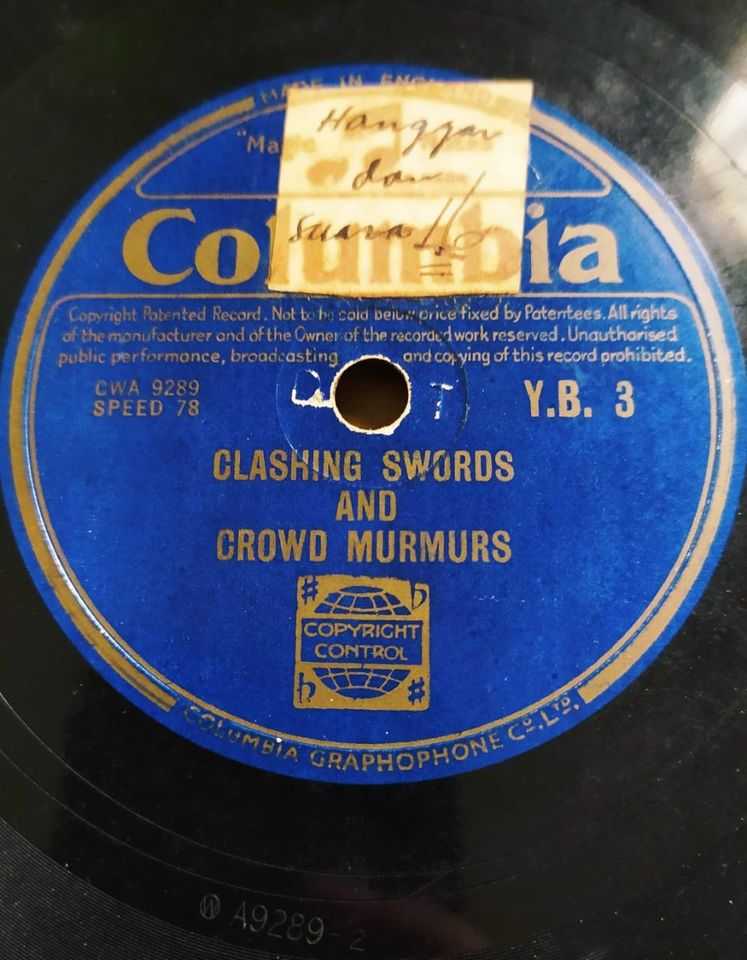 MADE IN ENGLAND
"Ma
Hanggar
dan
suara
Columbia
Copyright Patented Record. Not to be sold below price fixed by Patentees. All rights
of the manufacturer and of the Owner of the recorded work reserved. Unauthorised
public performance, broadcasting and copying of this record prohibited.
CWA 9289
SPEED 78
D T
Y.B. 3
CLASHING SWORDS
AND
CROWD MURMURS
COPYRIGHT
CONTROL
COLUMBIA GRAPHOPHONE Co., LTD.
A9289-2